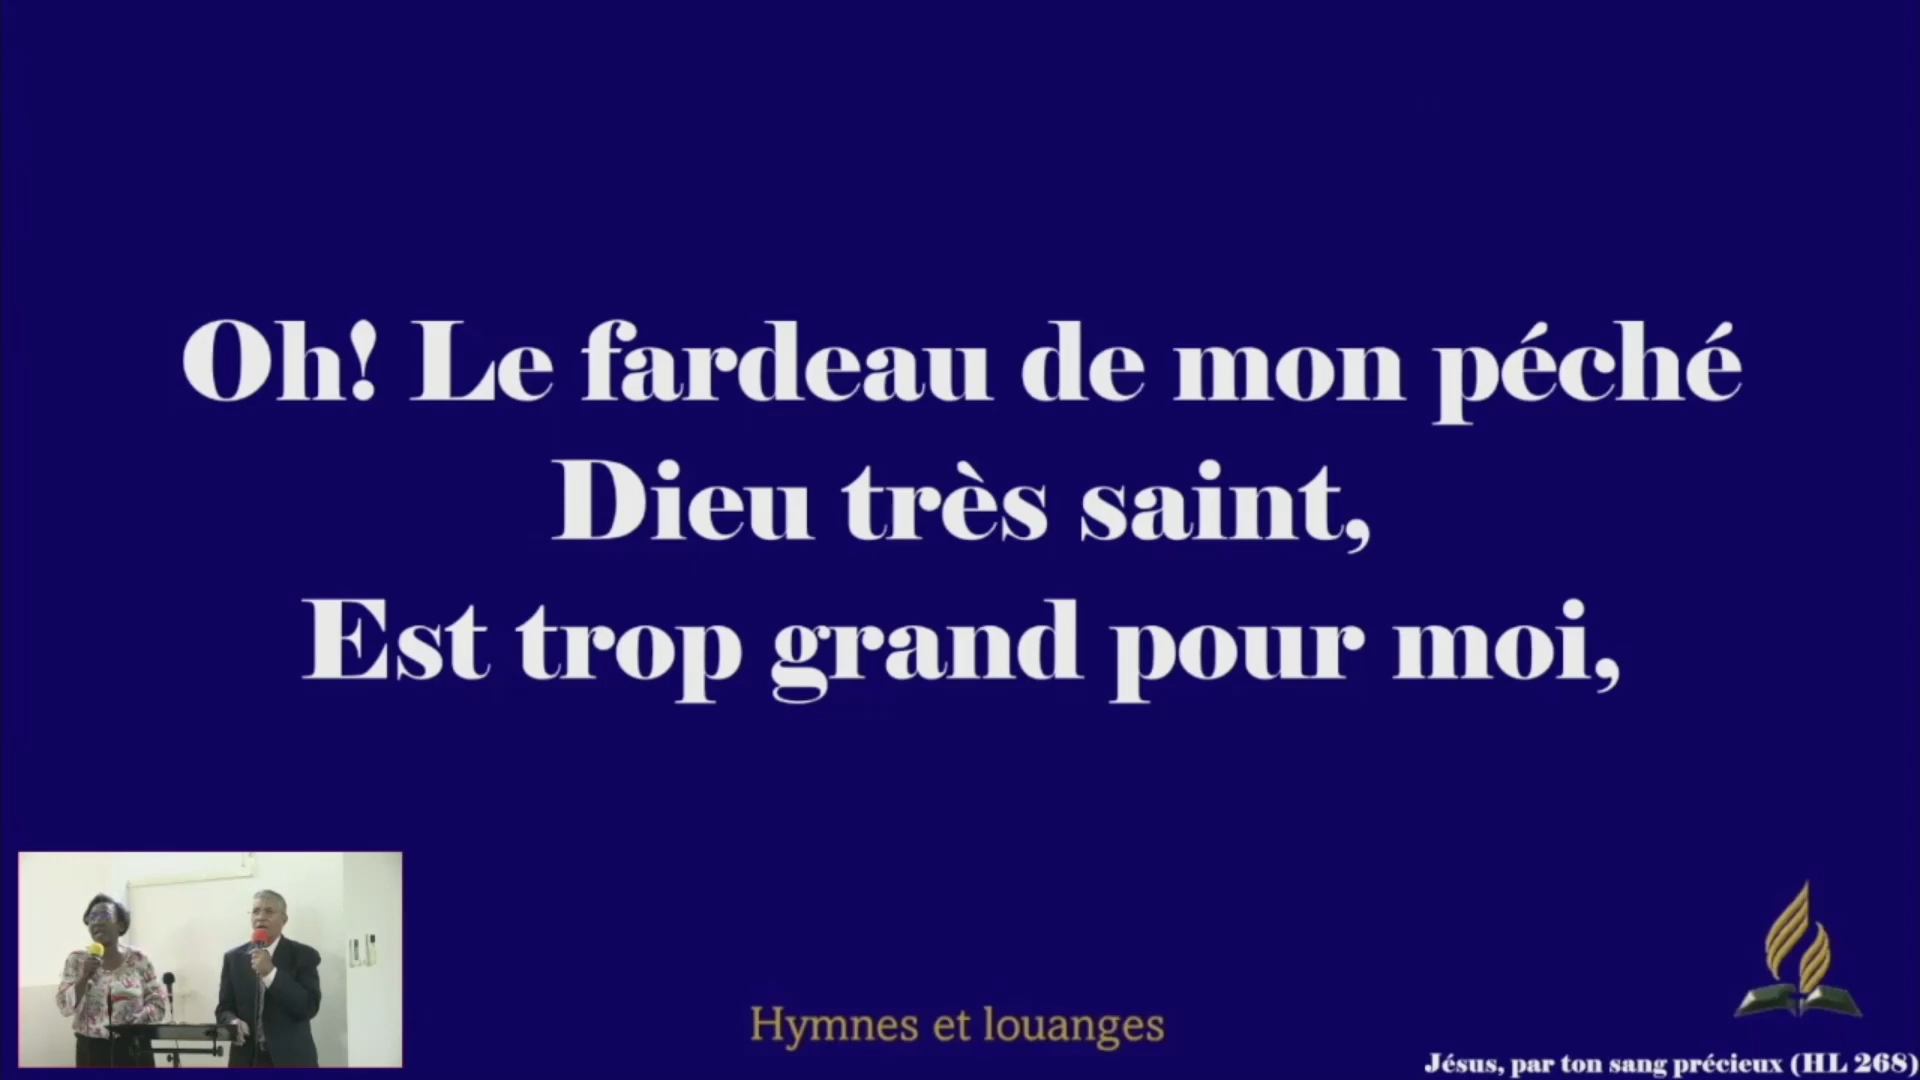 Oh! Le fardeau de mon péché
Dieu très saint,
Est trop grand pour moi,
Hymnes et louanges
Jésus, par ton sang précieux (HL 268)